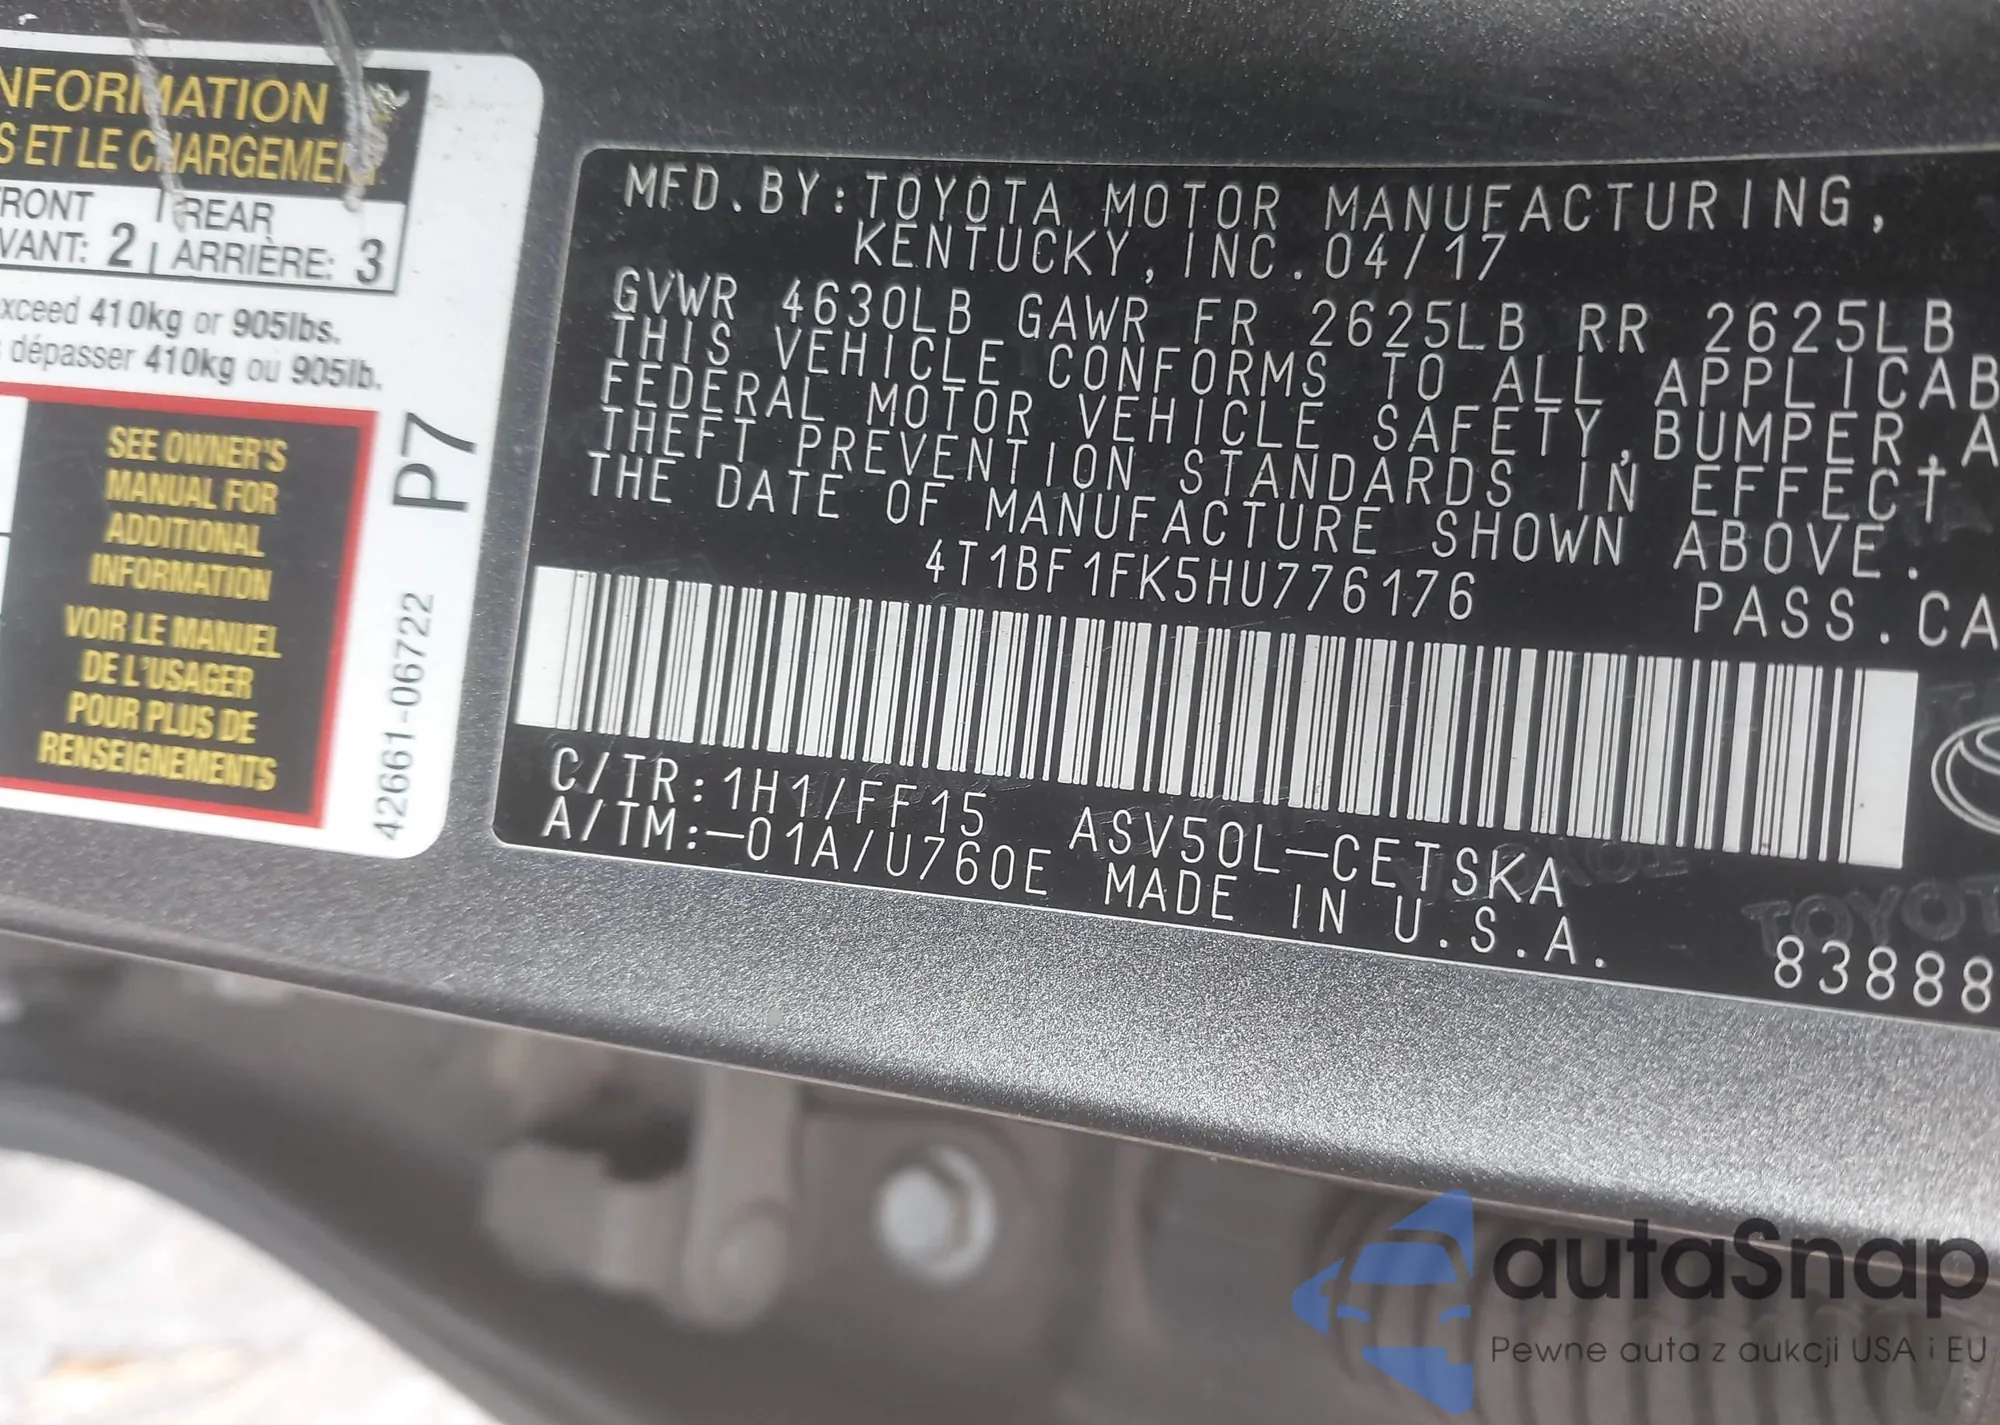 NFORMATION
S ET LE CHARGEMENT
FRONT
VANT: 2
REAR
ARRIÈRE: 3
exceed 410kg or 905lbs.
dépasser 410kg ou 905lb.
SEE OWNER'S
MANUAL FOR
ADDITIONAL
INFORMATION
VOIR LE MANUEL
DE L'USAGER
POUR PLUS DE
RENSEIGNEMENTS
P7
42661-06722
MFD.BY:TOYOTA MOTOR MANUFACTURING,
KENTUCKY,INC.04/17
GVWR 4630LB GAWR FR 2625LB RR 2625LB
THIS VEHICLE CONFORMS TO ALL APPLICAB
FEDERAL MOTOR VEHICLE SAFETY,BUMPER,A
THEFT PREVENTION STANDARDS IN EFFECT
THE DATE OF MANUFACTURE SHOWN ABOVE.
4T1BF1FK5HU776176 PASS.CA
C/TR:1H1/FF15 ASV50L-CETSKA
A/TM:-01A/U760E MADE IN U.S.A.
83888
TOYOT
autaSnap
Pewne auta z aukcji USA i EU